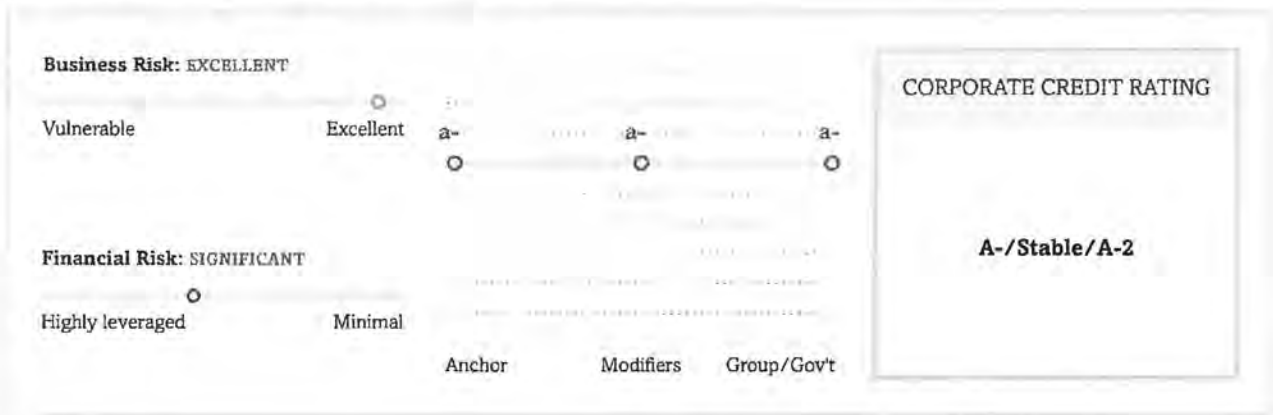 Business Risk: EXCELLENT
Vulnerable Excellent
Financial Risk: SIGNIFICANT
Highly leveraged Minimal
a- a- a-
Anchor Modifiers Group/Gov't
CORPORATE CREDIT RATING
A-/Stable/A-2